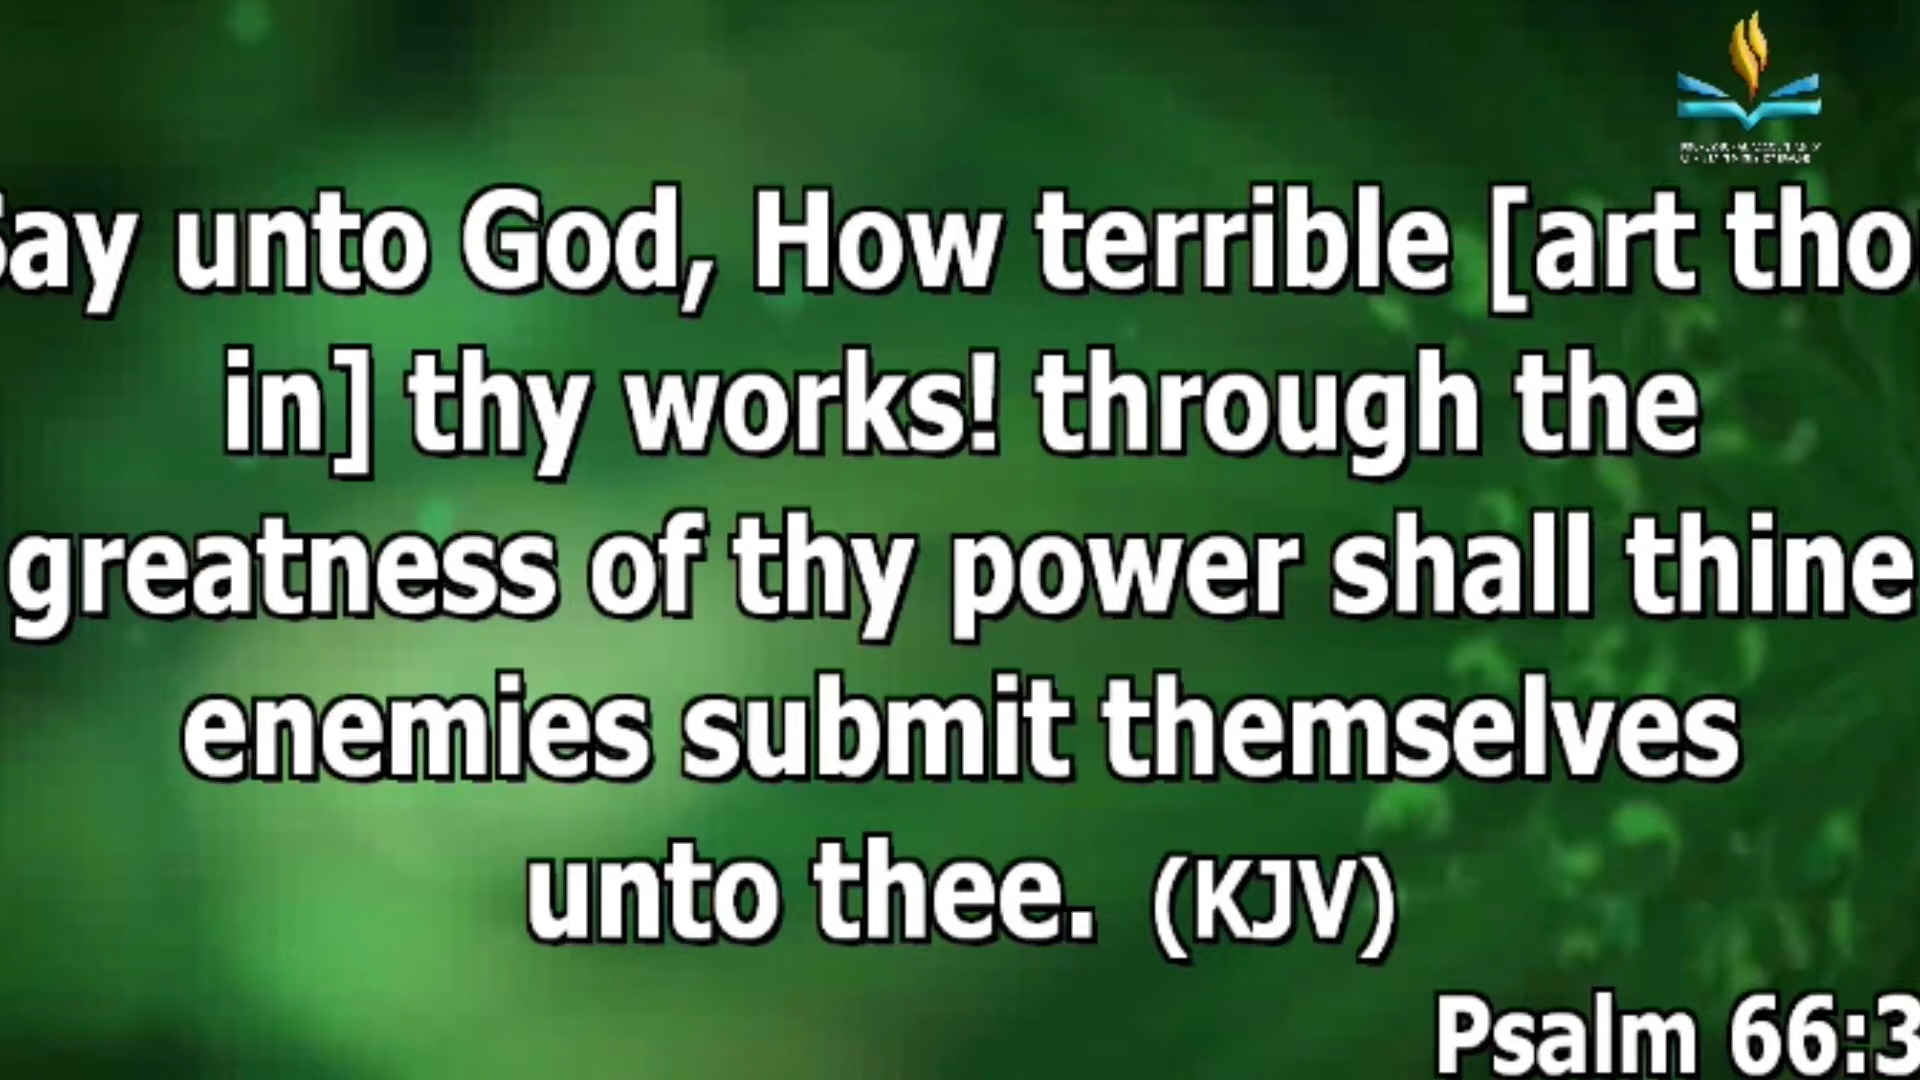 Say unto God, How terrible [art thou
in] thy works! through the
greatness of thy power shall thine
enemies submit themselves
unto thee. (KJV)
Psalm 66:3